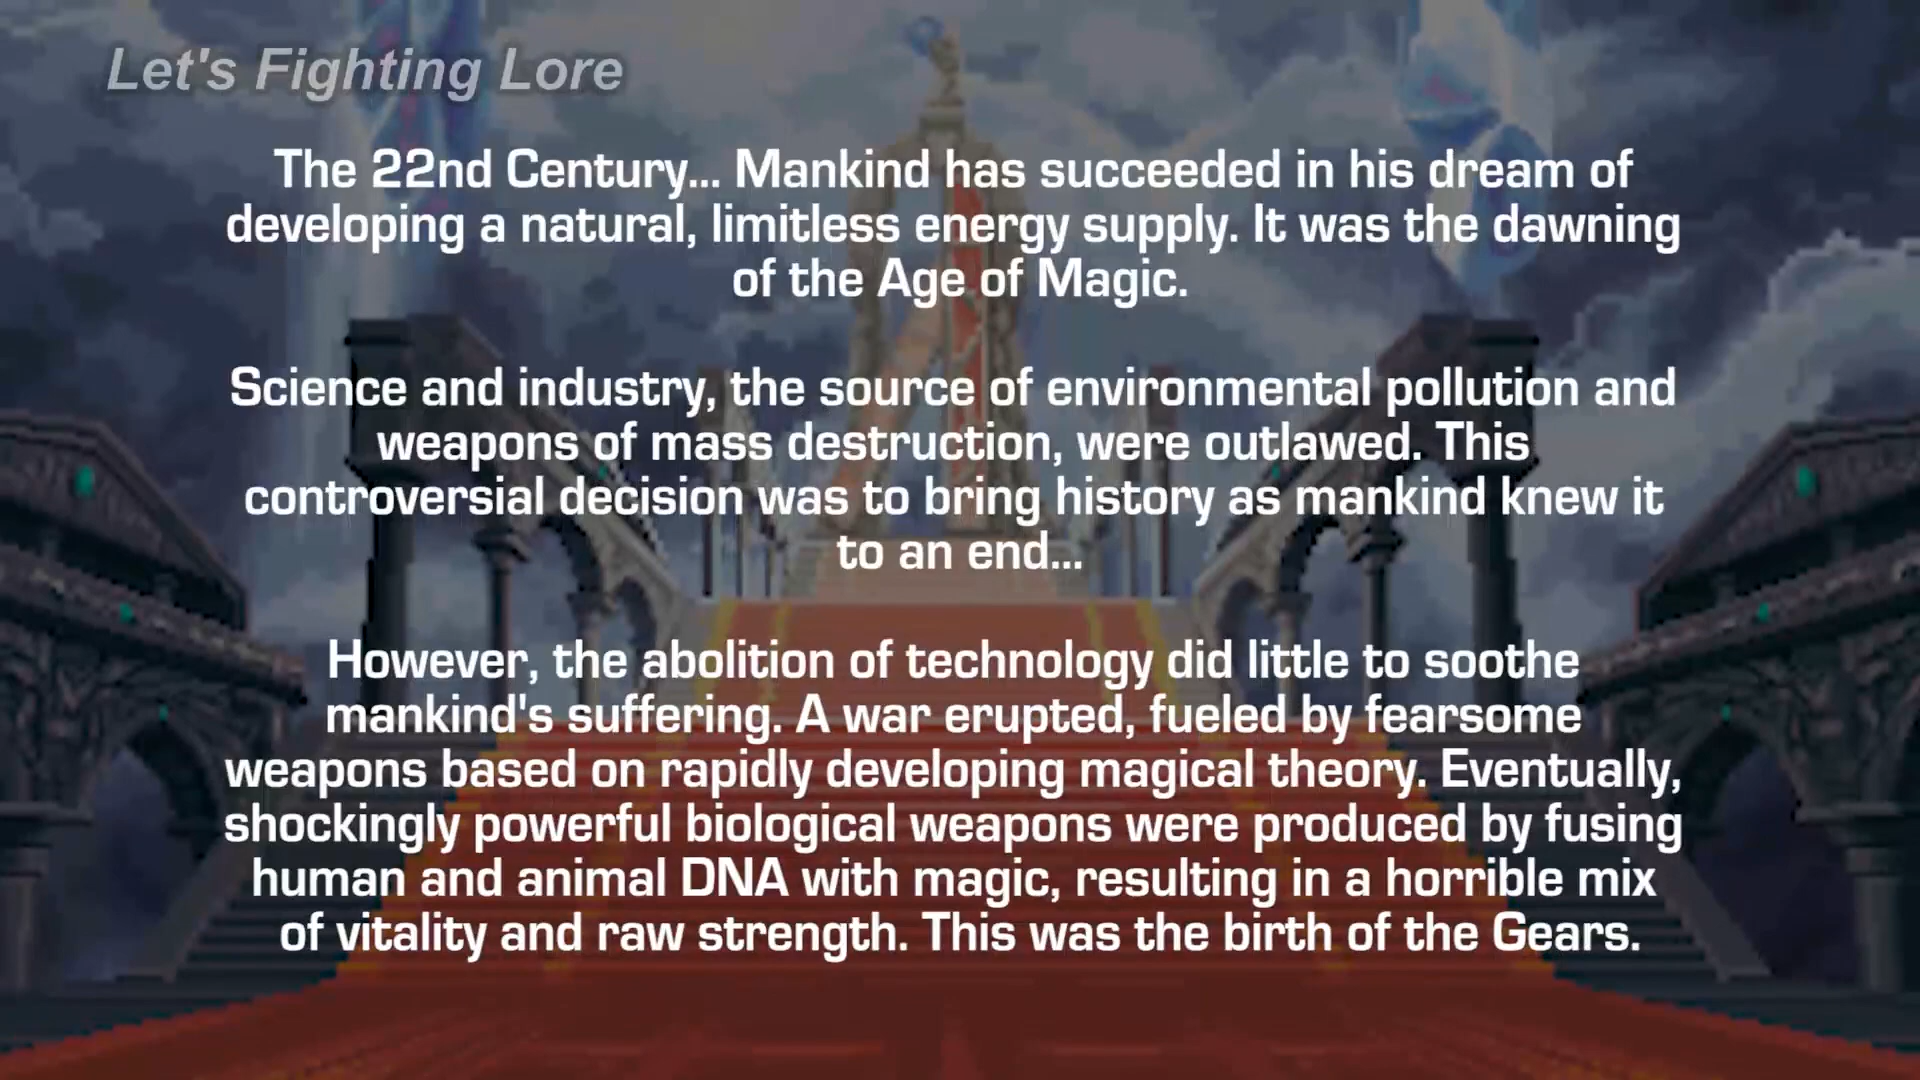 Let's Fighting Lore
The 22nd Century... Mankind has succeeded in his dream of
developing a natural, limitless energy supply. It was the dawning
of the Age of Magic.
Science and industry, the source of environmental pollution and
weapons of mass destruction, were outlawed. This
controversial decision was to bring history as mankind knew it
to an end...
However, the abolition of technology did little to soothe
mankind's suffering. A war erupted, fueled by fearsome
weapons based on rapidly developing magical theory. Eventually,
shockingly powerful biological weapons were produced by fusing
human and animal DNA with magic, resulting in a horrible mix
of vitality and raw strength. This was the birth of the Gears.